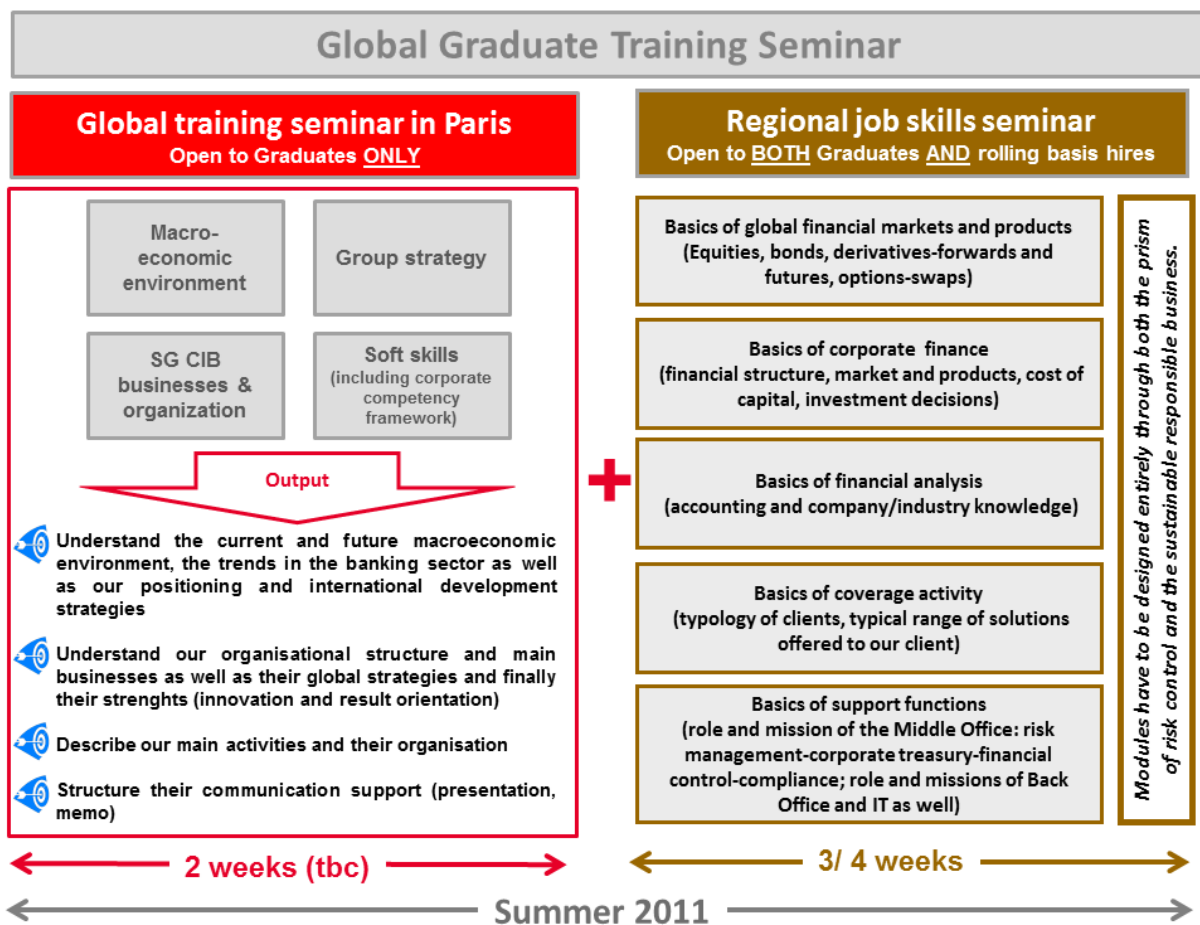 Global Graduate Training Seminar
Global training seminar in Paris
Open to Graduates ONLY
Macro-
economic
environment
Group strategy
SG CIB
businesses &
organization
Soft skills
(including corporate
competency
framework)
Output
Understand the current and future macroeconomic
environment, the trends in the banking sector as well
as our positioning and international development
strategies
Understand our organisational structure and main
businesses as well as their global strategies and finally
their strenghts (innovation and result orientation)
Describe our main activities and their organisation
Structure their communication support (presentation,
memo)
2 weeks (tbc)
+
Regional job skills seminar
Open to BOTH Graduates AND rolling basis hires
Basics of global financial markets and products
(Equities, bonds, derivatives-forwards and
futures, options-swaps)
Basics of corporate finance
(financial structure, market and products, cost of
capital, investment decisions)
Basics of financial analysis
(accounting and company/industry knowledge)
Basics of coverage activity
(typology of clients, typical range of solutions
offered to our client)
Basics of support functions
(role and mission of the Middle Office: risk
management-corporate treasury-financial
control-compliance; role and missions of Back
Office and IT as well)
Modules have to be designed entirely through both the prism
of risk control and the sustainable responsible business.
3/ 4 weeks
Summer 2011